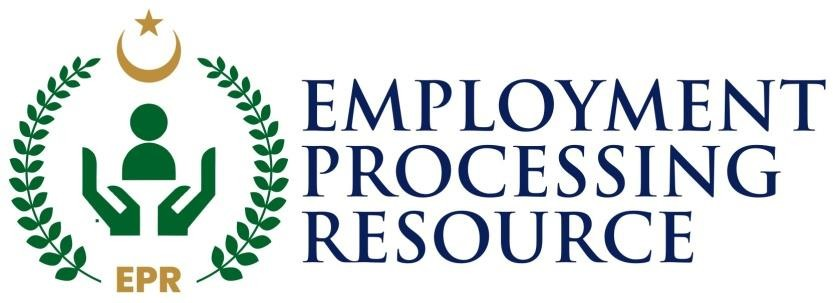 EPR
EMPLOYMENT
PROCESSING
RESOURCE